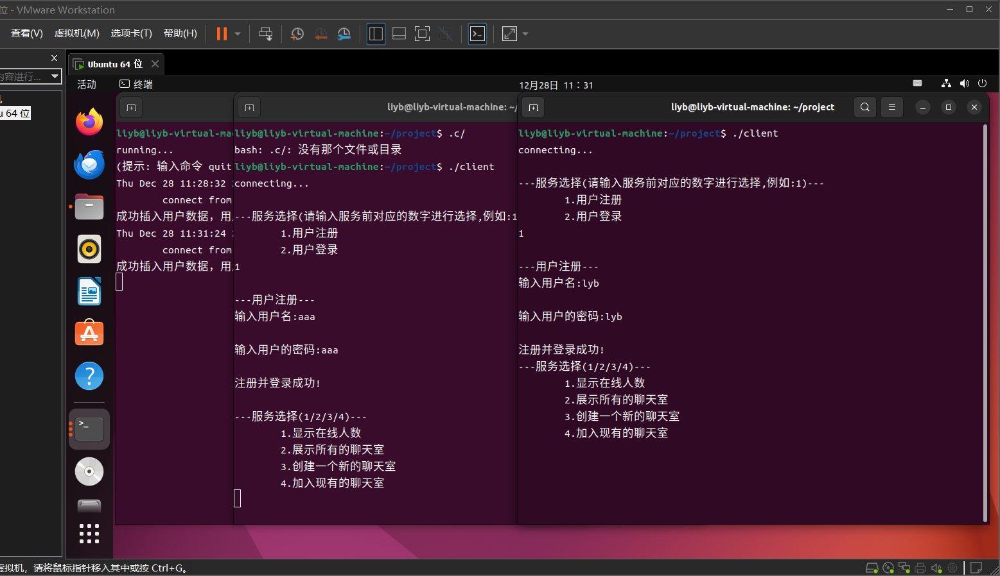 位 - VMware Workstation
查看(V) 虚拟机(M) 选项卡(T) 帮助(H)
内容进行...
u 64 位
Ubuntu 64 位
活动 终端 12月28日 11：31
liyb@liyb-virtual-ma
running...
(提示: 输入命令 quit
Thu Dec 28 11:28:32
connect from
成功插入用户数据, 用
Thu Dec 28 11:31:24
connect from
成功插入用户数据, 用
liyb@liyb-virtual-machine: ~/
liyb@liyb-virtual-machine:~/project$ .c/
bash: .c/: 没有那个文件或目录
liyb@liyb-virtual-machine:~/project$ ./client
connecting...
---服务选择(请输入服务前对应的数字进行选择,例如:1
1.用户注册
2.用户登录
1
---用户注册---
输入用户名:aaa
输入用户的密码:aaa
注册并登录成功!
---服务选择(1/2/3/4)---
1.显示在线人数
2.展示所有的聊天室
3.创建一个新的聊天室
4.加入现有的聊天室
liyb@liyb-virtual-machine: ~/project
liyb@liyb-virtual-machine:~/project$ ./client
connecting...
---服务选择(请输入服务前对应的数字进行选择,例如:1)---
1.用户注册
2.用户登录
1
---用户注册---
输入用户名:lyb
输入用户的密码:lyb
注册并登录成功!
---服务选择(1/2/3/4)---
1.显示在线人数
2.展示所有的聊天室
3.创建一个新的聊天室
4.加入现有的聊天室
虚拟机，请将鼠标指针移入其中或按 Ctrl+G。